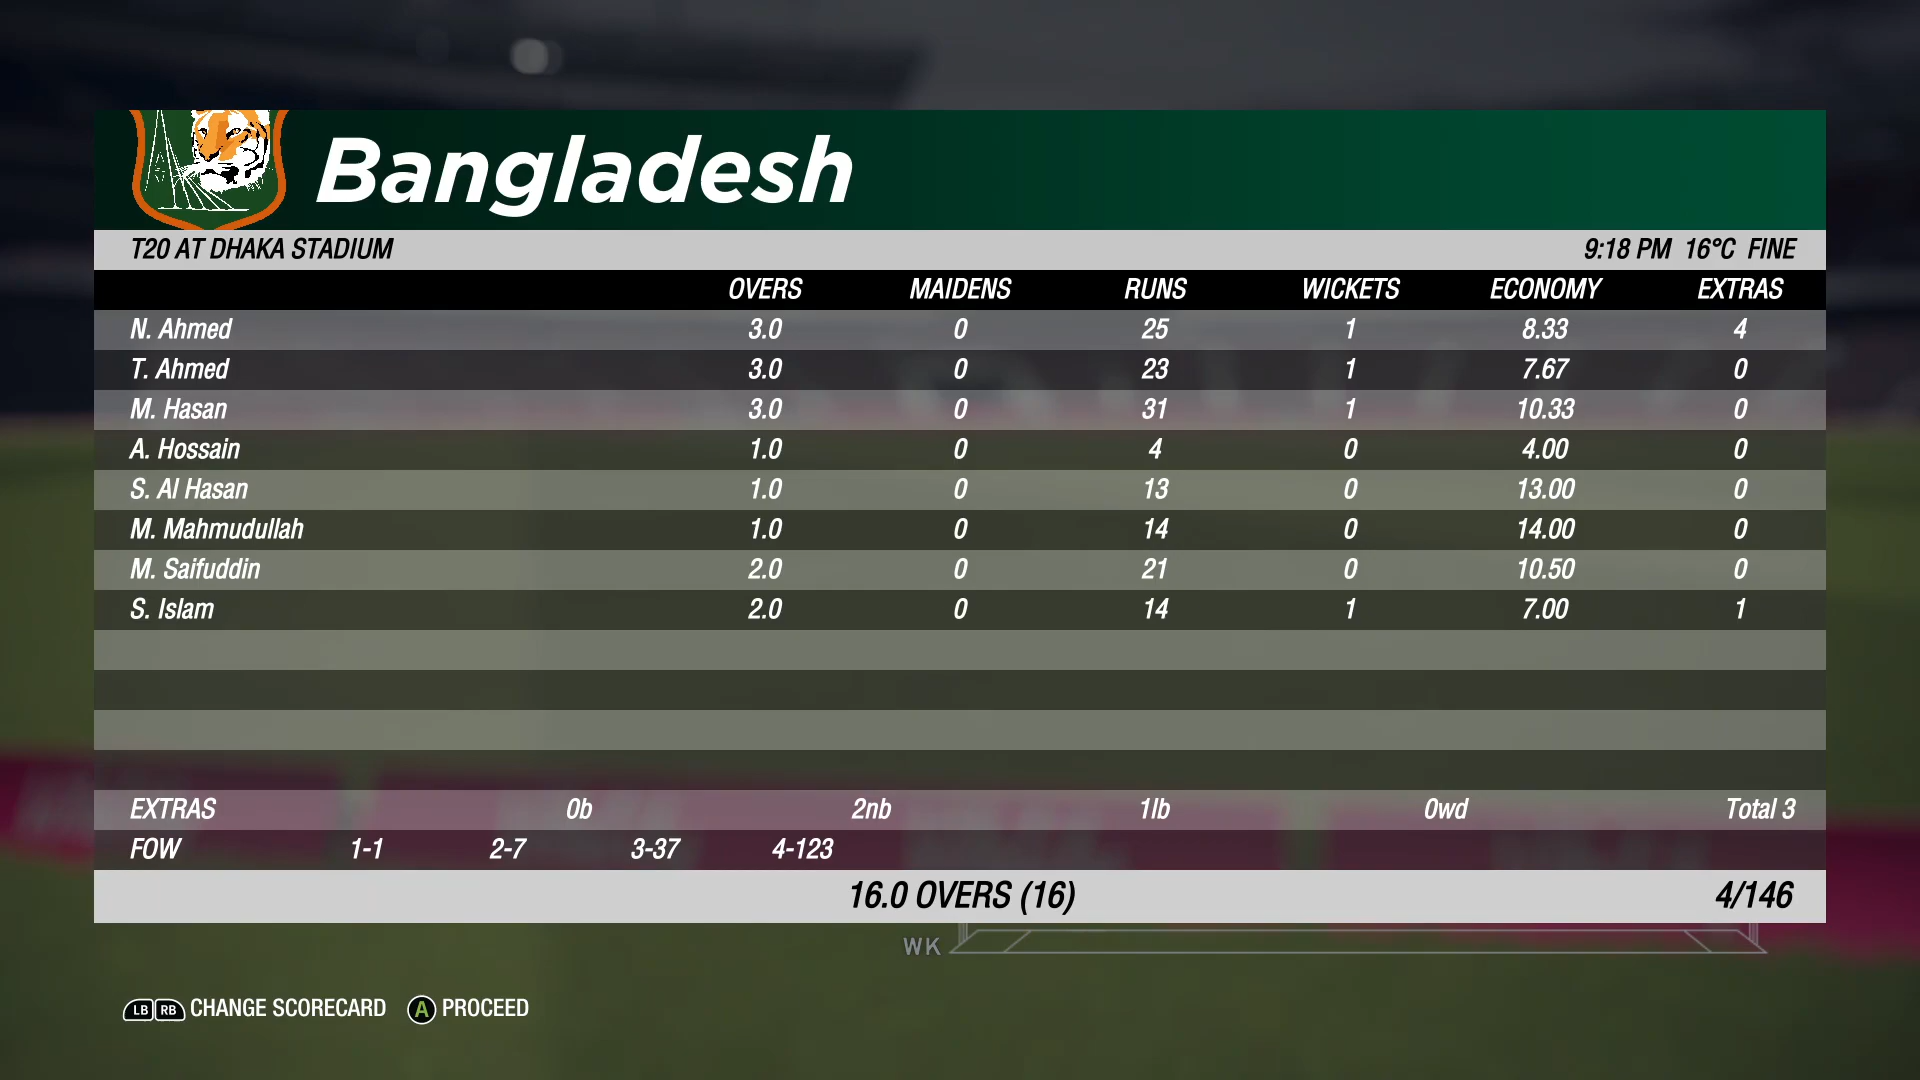 Bangladesh
T20 AT DHAKA STADIUM 9:18 PM 16°C FINE
OVERS MAIDENS RUNS WICKETS ECONOMY EXTRAS
N. Ahmed 3.0 0 25 1 8.33 4
T. Ahmed 3.0 0 23 1 7.67 0
M. Hasan 3.0 0 31 1 10.33 0
A. Hossain 1.0 0 4 0 4.00 0
S. Al Hasan 1.0 0 13 0 13.00 0
M. Mahmudullah 1.0 0 14 0 14.00 0
M. Saifuddin 2.0 0 21 0 10.50 0
S. Islam 2.0 0 14 1 7.00 1
EXTRAS 0b 2nb 1lb 0wd Total 3
FOW 1-1 2-7 3-37 4-123
16.0 OVERS (16) 4/146
WK
LB RB CHANGE SCORECARD A PROCEED